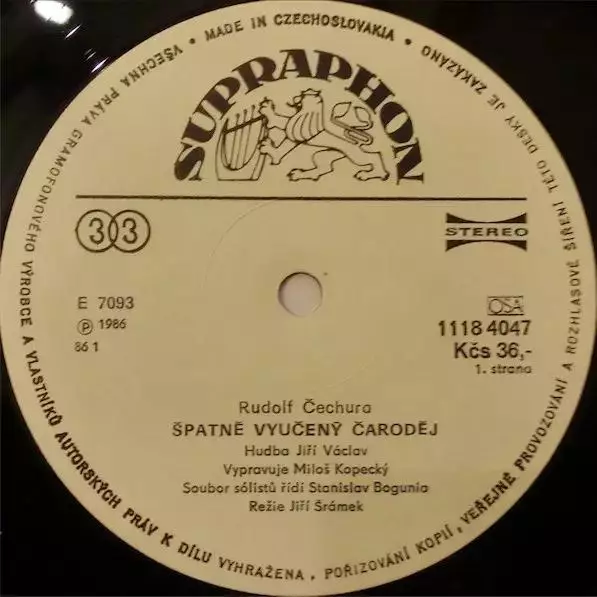 VŠECHNA PRÁVA GRAMOFONOVÉHO VÝROBCE A VLASTNÍKŮ AUTORSKÝCH PRÁV K DÍLU VYHRAŽENA. POŘIZOVÁNÍ KOPIÍ, VEŘEJNÉ PROVOZOVÁNÍ A ROZHLASOVÉ ŠÍŘENÍ TÉTO DESKY JE ZAKÁZÁNO • MADE IN CZECHOSLOVAKIA •
SUPRAPHON
33
STEREO
E 7093
℗ 1986
86 1
OSA
1118 4047
Kčs 36,-
1. strana
Rudolf Čechura
ŠPATNĚ VYUČENÝ ČARODĚJ
Hudba Jiří Václav
Vypravuje Miloš Kopecký
Soubor sólistů řídí Stanislav Bogunia
Režie Jiří Šrámek